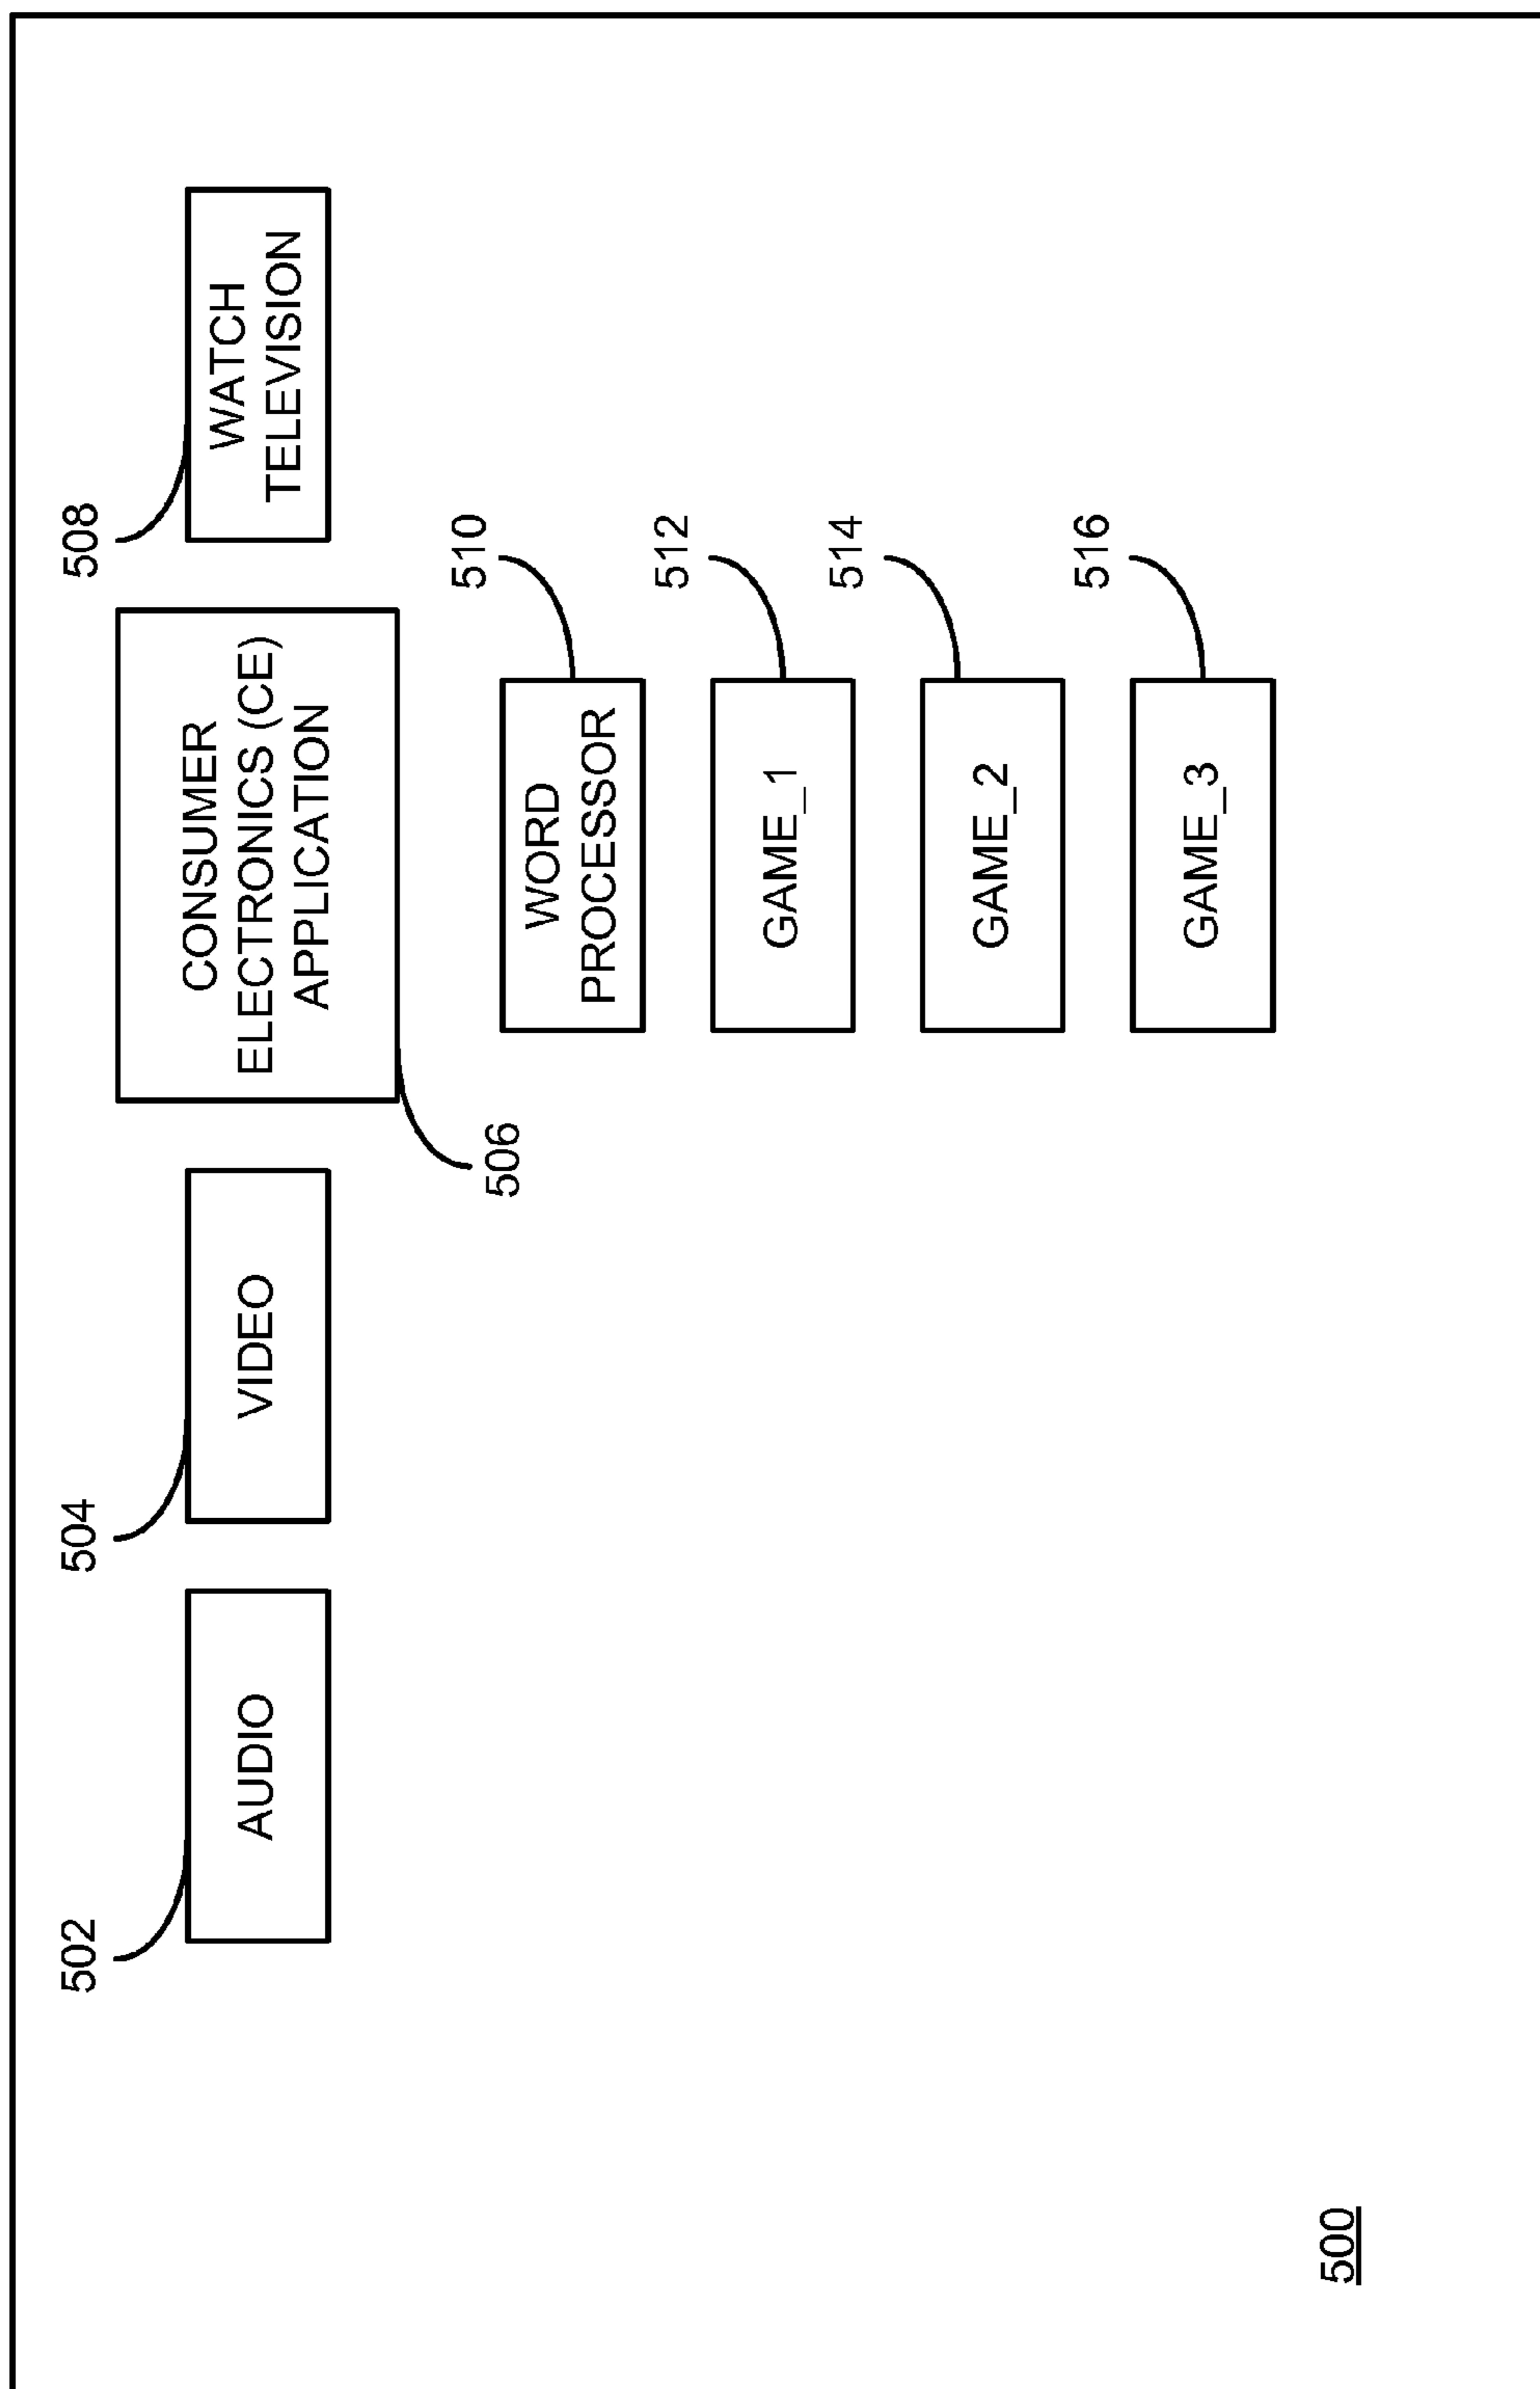 502
AUDIO
504
VIDEO
506
CONSUMER
ELECTRONICS (CE)
APPLICATION
508
WATCH
TELEVISION
510
WORD
PROCESSOR
512
GAME_1
514
GAME_2
516
GAME_3
500